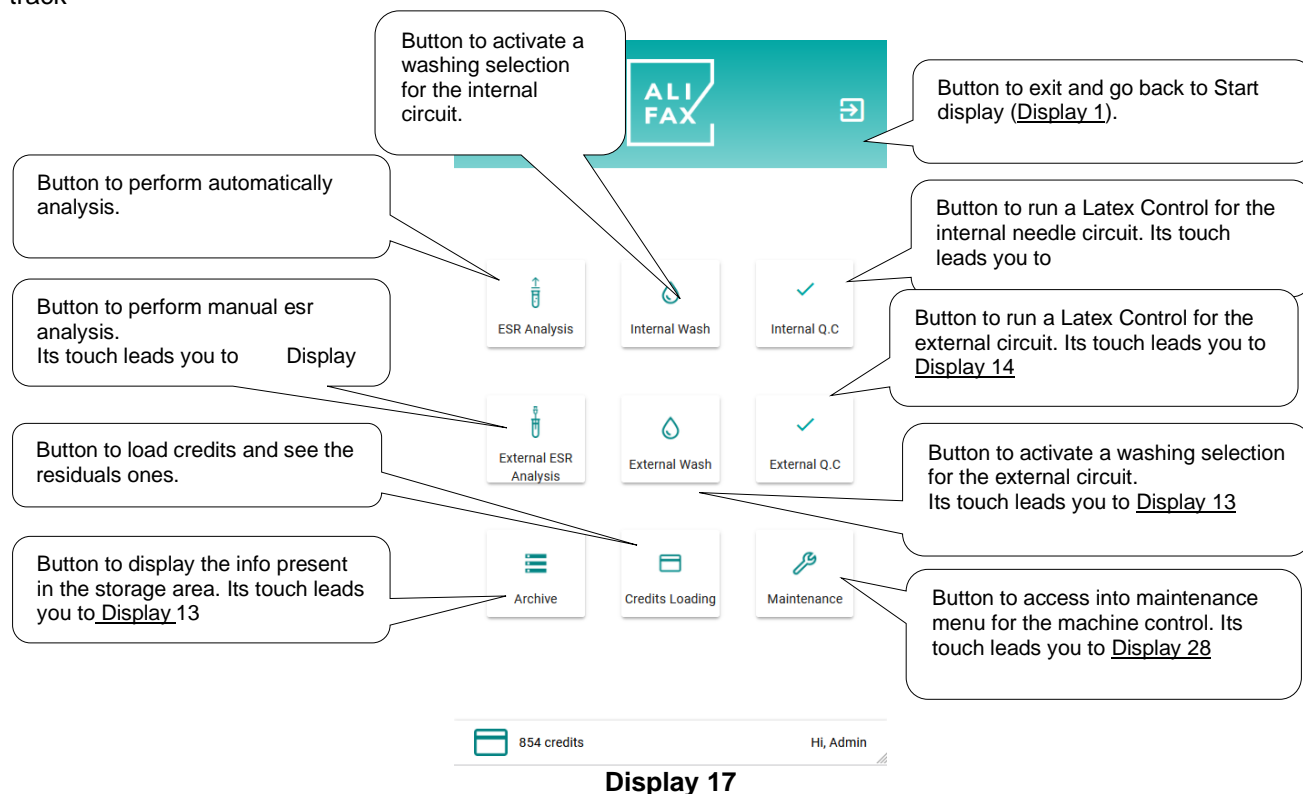 track
Button to activate a
washing selection
for the internal
circuit.
ALI
FAX
Button to exit and go back to Start
display (Display 1).
Button to perform automatically
analysis.
Button to run a Latex Control for the
internal needle circuit. Its touch
leads you to
Button to perform manual esr
analysis.
Its touch leads you to Display
ESR Analysis
Internal Wash
Internal Q.C
Button to run a Latex Control for the
external circuit. Its touch leads you to
Display 14
Button to load credits and see the
residuals ones.
External ESR
Analysis
External Wash
External Q.C
Button to activate a washing selection
for the external circuit.
Its touch leads you to Display 13
Button to display the info present
in the storage area. Its touch leads
you to Display 13
Archive
Credits Loading
Maintenance
Button to access into maintenance
menu for the machine control. Its
touch leads you to Display 28
854 credits
Hi, Admin
Display 17